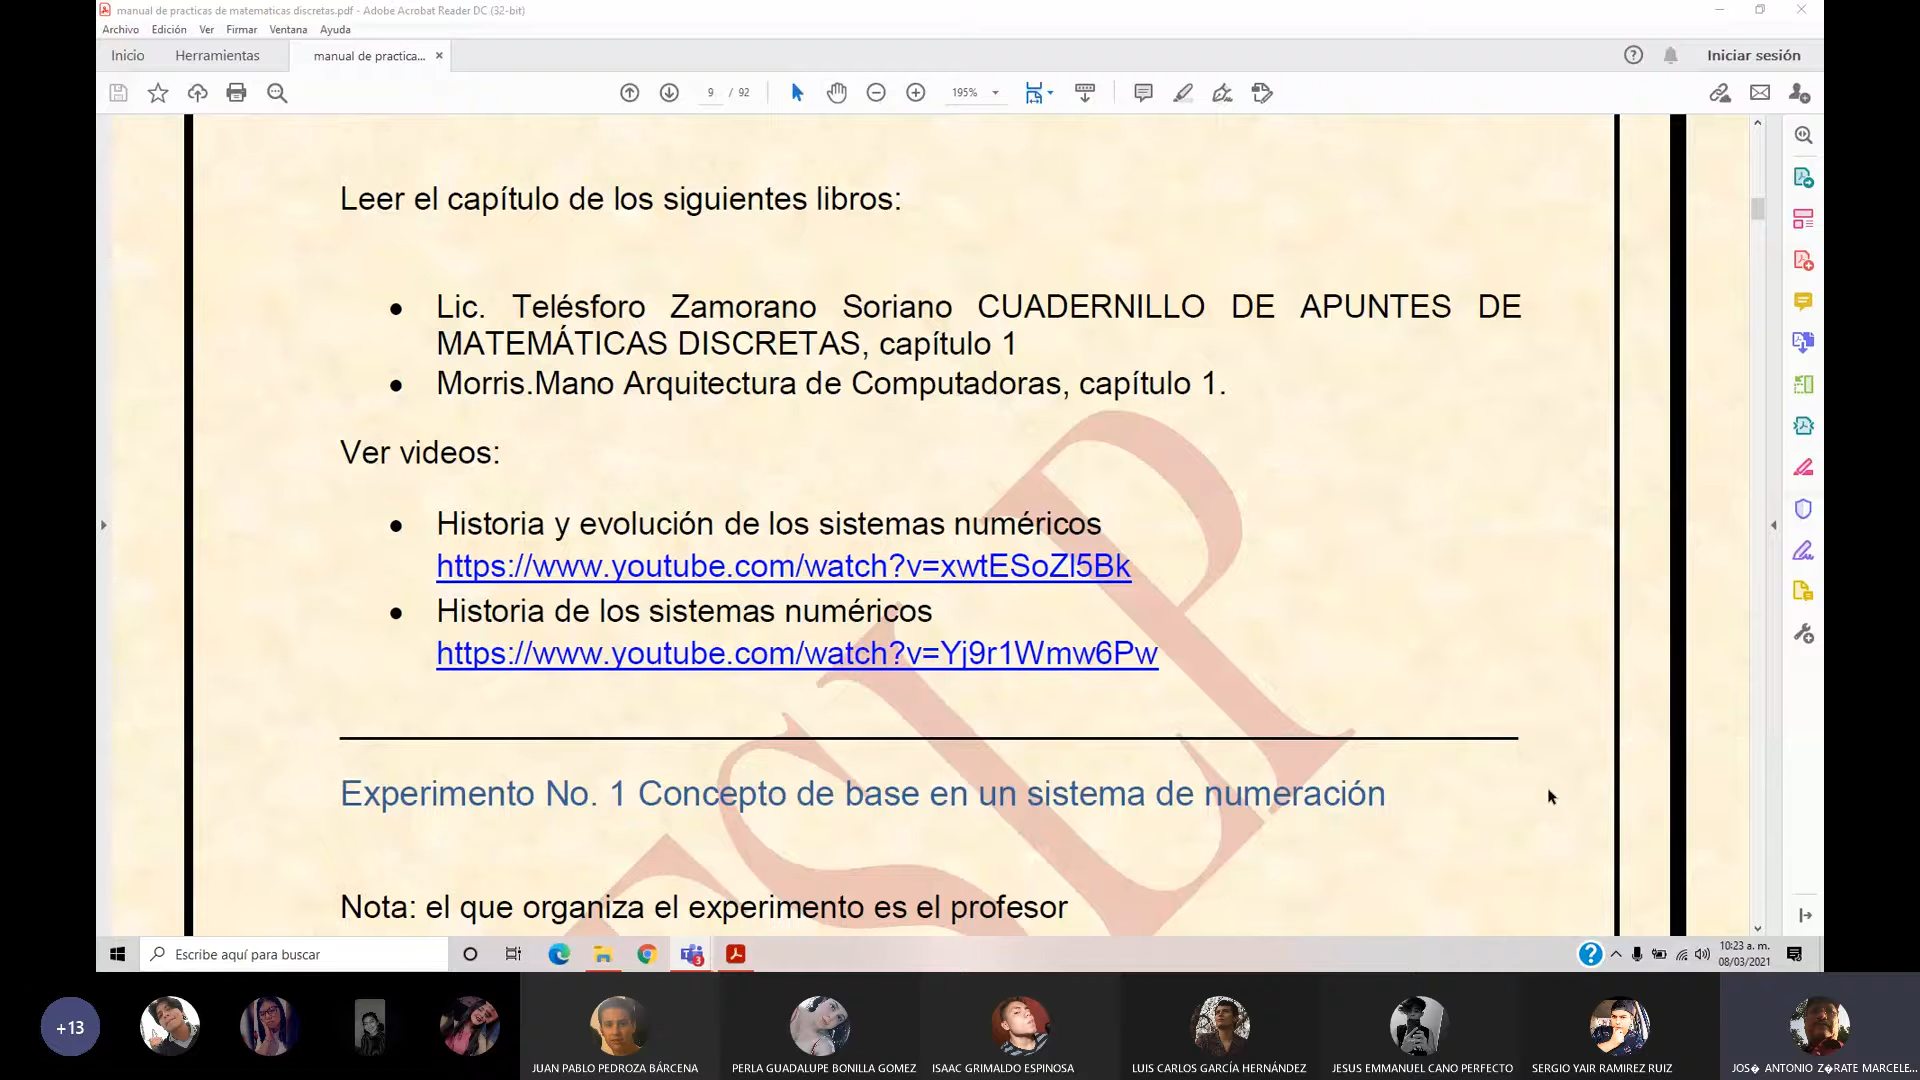 manual de practicas de matematicas discretas.pdf - Adobe Acrobat Reader DC (32-bit)
Archivo Edición Ver Firmar Ventana Ayuda
Inicio Herramientas manual de practica... × Iniciar sesión
9 / 92 195%
Leer el capítulo de los siguientes libros:
• Lic. Telésforo Zamorano Soriano CUADERNILLO DE APUNTES DE
MATEMÁTICAS DISCRETAS, capítulo 1
• Morris.Mano Arquitectura de Computadoras, capítulo 1.
Ver videos:
• Historia y evolución de los sistemas numéricos
https://www.youtube.com/watch?v=xwtESoZl5Bk
• Historia de los sistemas numéricos
https://www.youtube.com/watch?v=Yj9r1Wmw6Pw
Experimento No. 1 Concepto de base en un sistema de numeración
Nota: el que organiza el experimento es el profesor
SLP
Escribe aquí para buscar
3
10:23 a. m.
08/03/2021
+13
JUAN PABLO PEDROZA BÁRCENA PERLA GUADALUPE BONILLA GOMEZ ISAAC GRIMALDO ESPINOSA LUIS CARLOS GARCÍA HERNÁNDEZ JESUS EMMANUEL CANO PERFECTO SERGIO YAIR RAMIREZ RUIZ JOS� ANTONIO Z�RATE MARCELE...